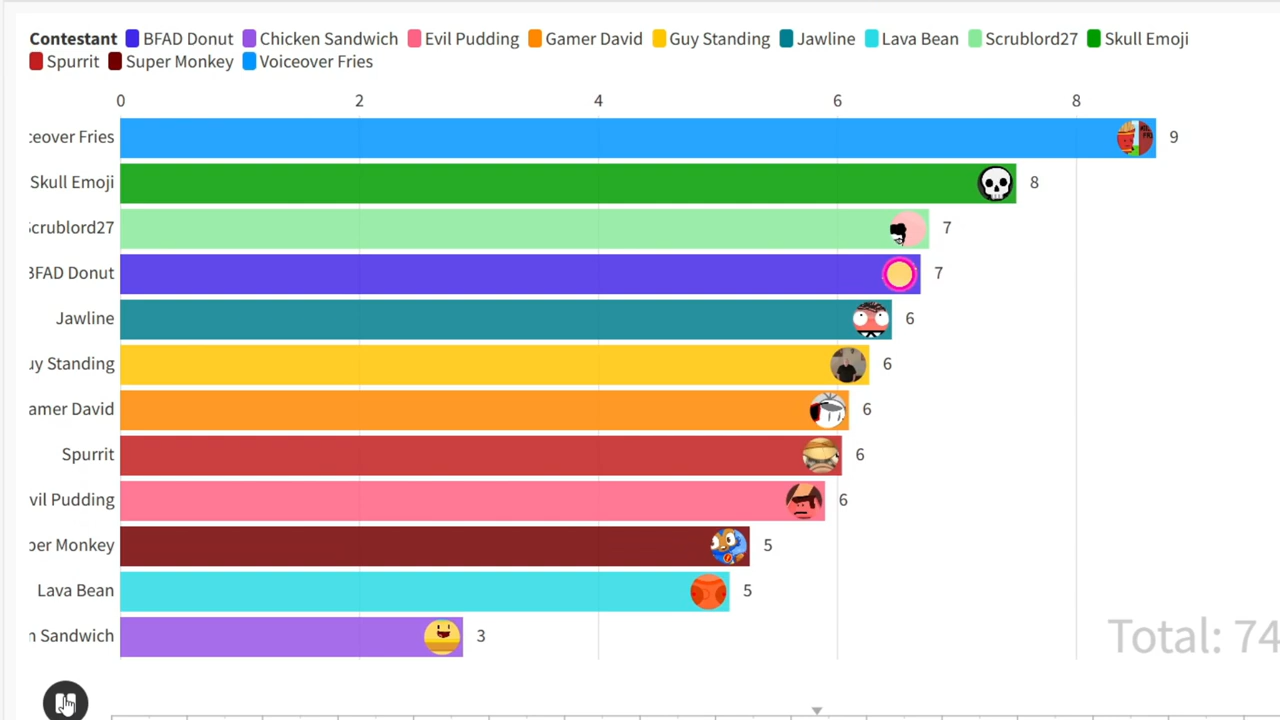 Contestant BFAD Donut Chicken Sandwich Evil Pudding Gamer David Guy Standing Jawline Lava Bean Scrublord27 Skull Emoji
Spurrit Super Monkey Voiceover Fries
0 2 4 6 8
ceover Fries 9
Skull Emoji 8
Scrublord27 7
BFAD Donut 7
Jawline 6
uy Standing 6
amer David 6
Spurrit 6
vil Pudding 6
per Monkey 5
Lava Bean 5
n Sandwich 3
Total: 74